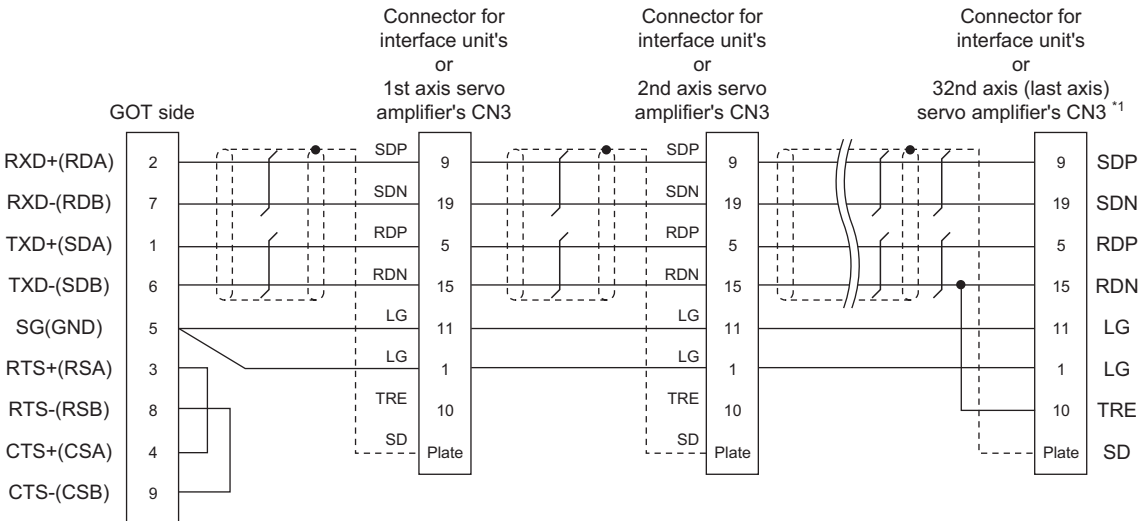 Connector for
interface unit's
or
1st axis servo
amplifier's CN3
Connector for
interface unit's
or
2nd axis servo
amplifier's CN3
Connector for
interface unit's
or
32nd axis (last axis)
servo amplifier's CN3 *1
GOT side
RXD+(RDA) 2 SDP 9 SDP 9 9 SDP
RXD-(RDB) 7 SDN 19 SDN 19 19 SDN
TXD+(SDA) 1 RDP 5 RDP 5 5 RDP
TXD-(SDB) 6 RDN 15 RDN 15 15 RDN
SG(GND) 5 LG 11 LG 11 11 LG
RTS+(RSA) 3 LG 1 LG 1 1 LG
RTS-(RSB) 8 TRE 10 TRE 10 10 TRE
CTS+(CSA) 4 SD Plate SD Plate Plate SD
CTS-(CSB) 9